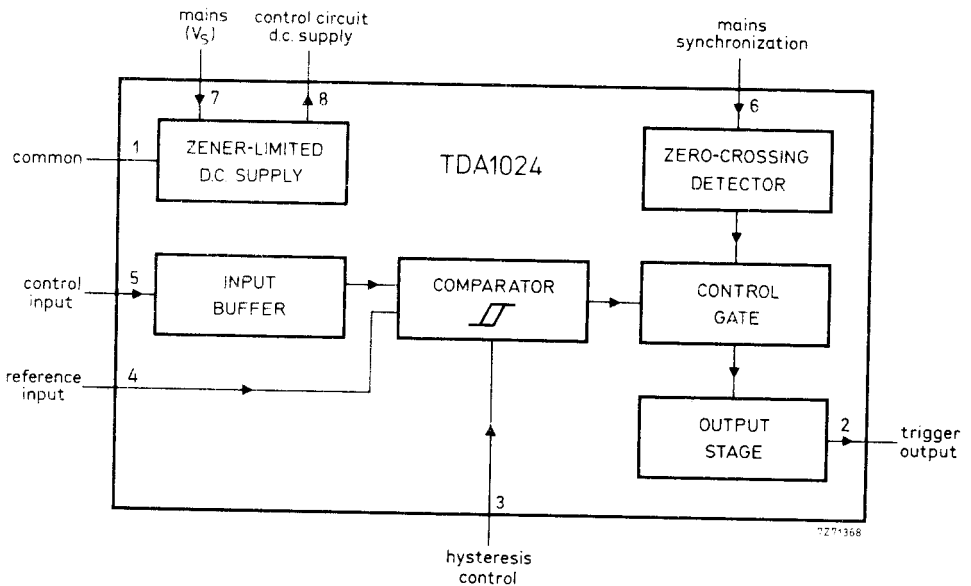 mains
(VS)
control circuit
d.c. supply
mains
synchronization
7
8
6
common
1
ZENER-LIMITED
D.C. SUPPLY
TDA1024
ZERO-CROSSING
DETECTOR
control
input
5
INPUT
BUFFER
COMPARATOR
CONTROL
GATE
reference
input
4
OUTPUT
STAGE
2
trigger
output
3
7Z71368
hysteresis
control